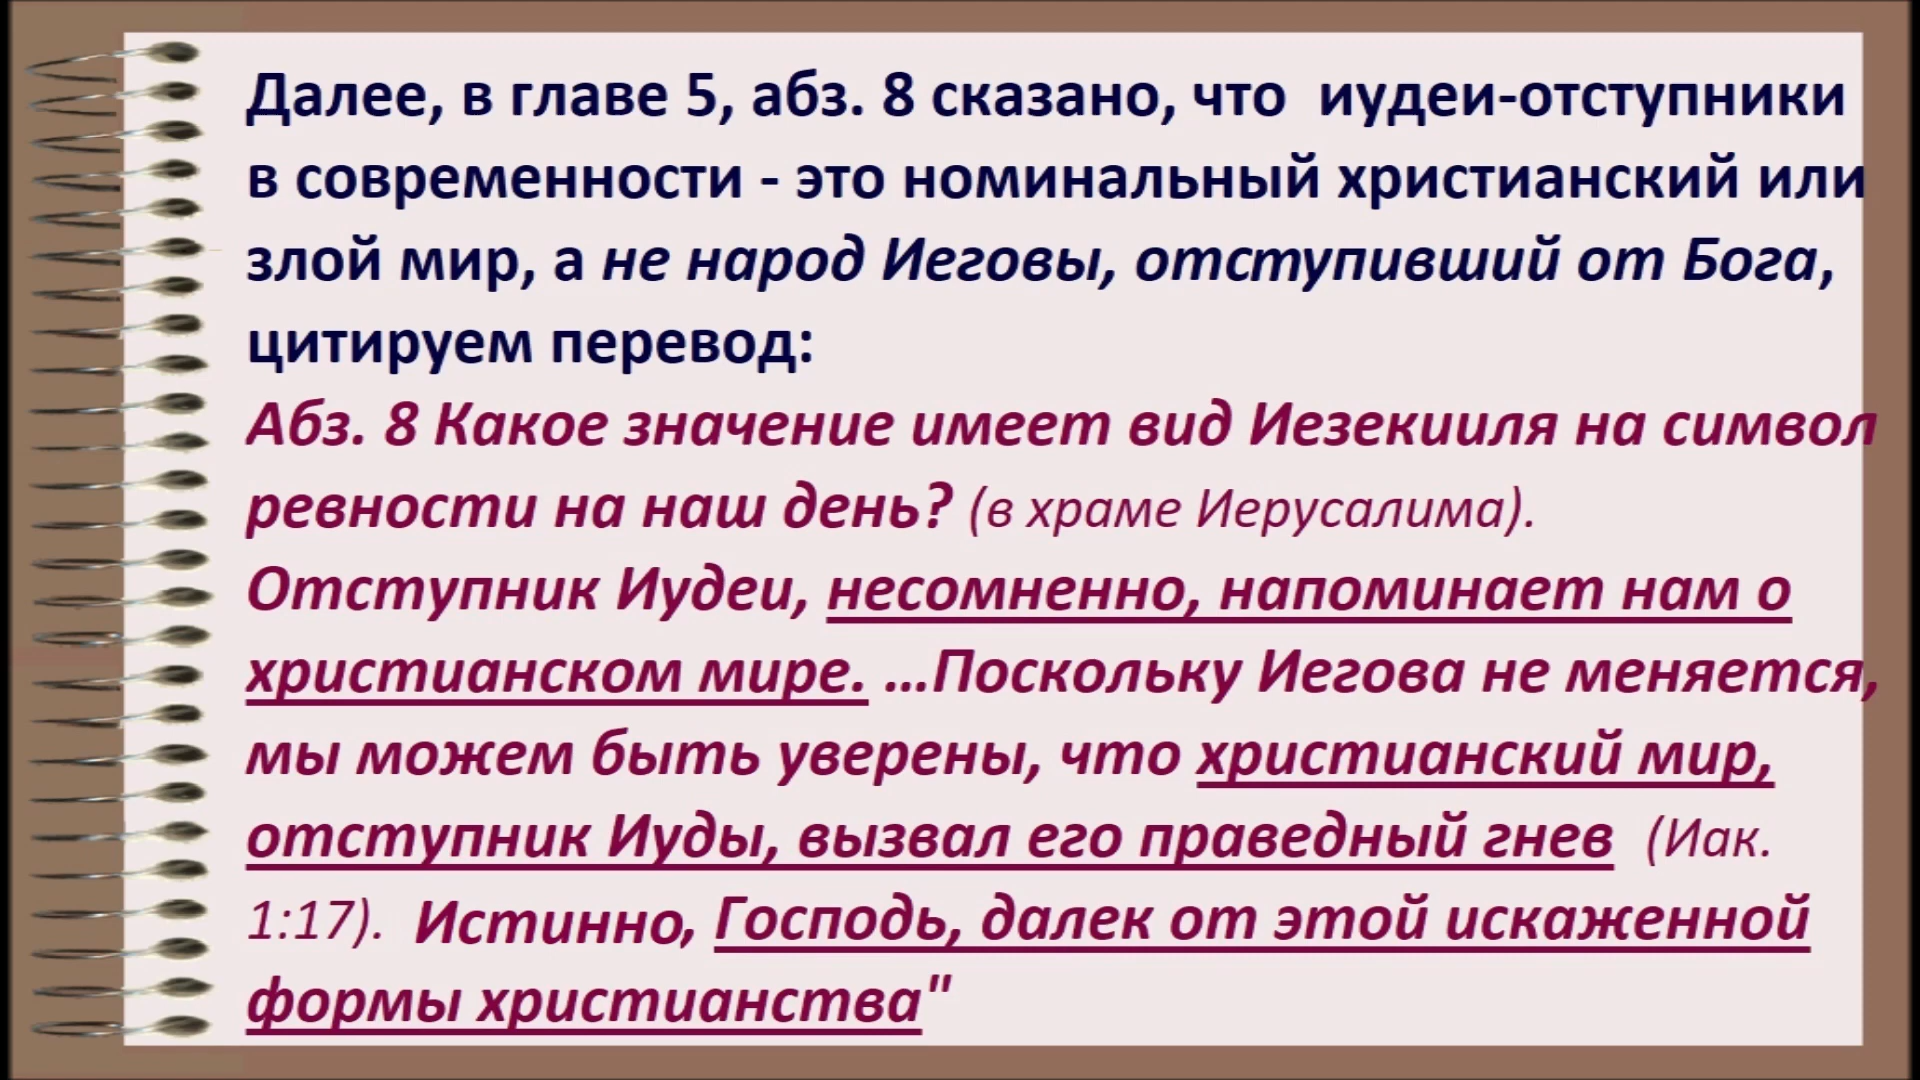 Далее, в главе 5, абз. 8 сказано, что иудеи-отступники
в современности - это номинальный христианский или
злой мир, а не народ Иеговы, отступивший от Бога,
цитируем перевод:
Абз. 8 Какое значение имеет вид Иезекииля на символ
ревности на наш день? (в храме Иерусалима).
Отступник Иудеи, несомненно, напоминает нам о
христианском мире. ...Поскольку Иегова не меняется,
мы можем быть уверены, что христианский мир,
отступник Иуды, вызвал его праведный гнев (Иак.
1:17). Истинно, Господь, далек от этой искаженной
формы христианства"